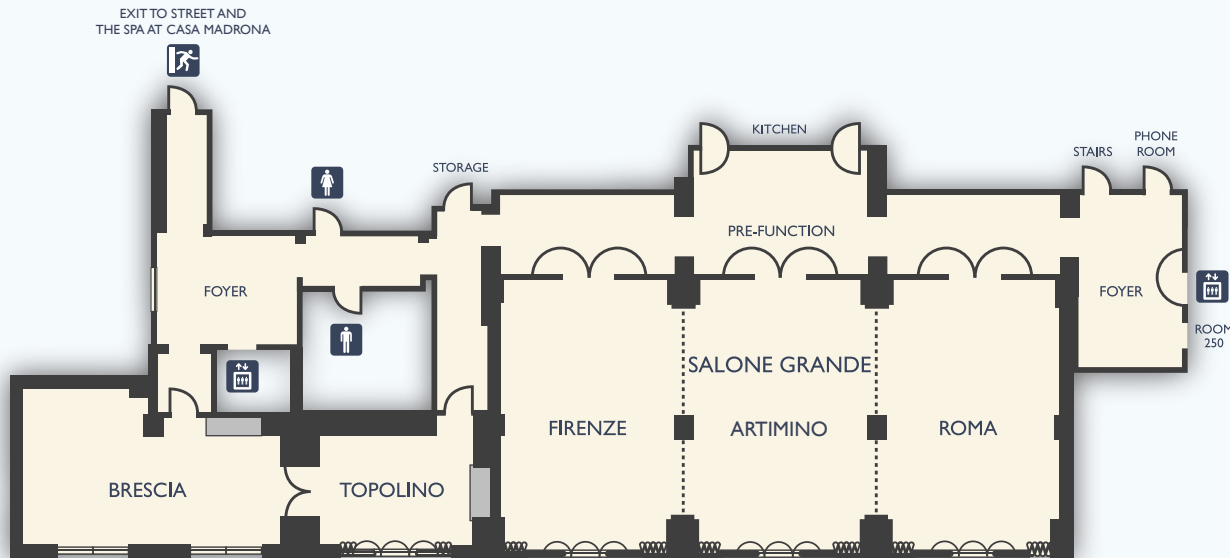 EXIT TO STREET AND
THE SPA AT CASA MADRONA
KITCHEN
PHONE
ROOM
STAIRS
STORAGE
PRE-FUNCTION
FOYER
FOYER
ROOM
250
SALONE GRANDE
FIRENZE
ARTIMINO
ROMA
BRESCIA
TOPOLINO